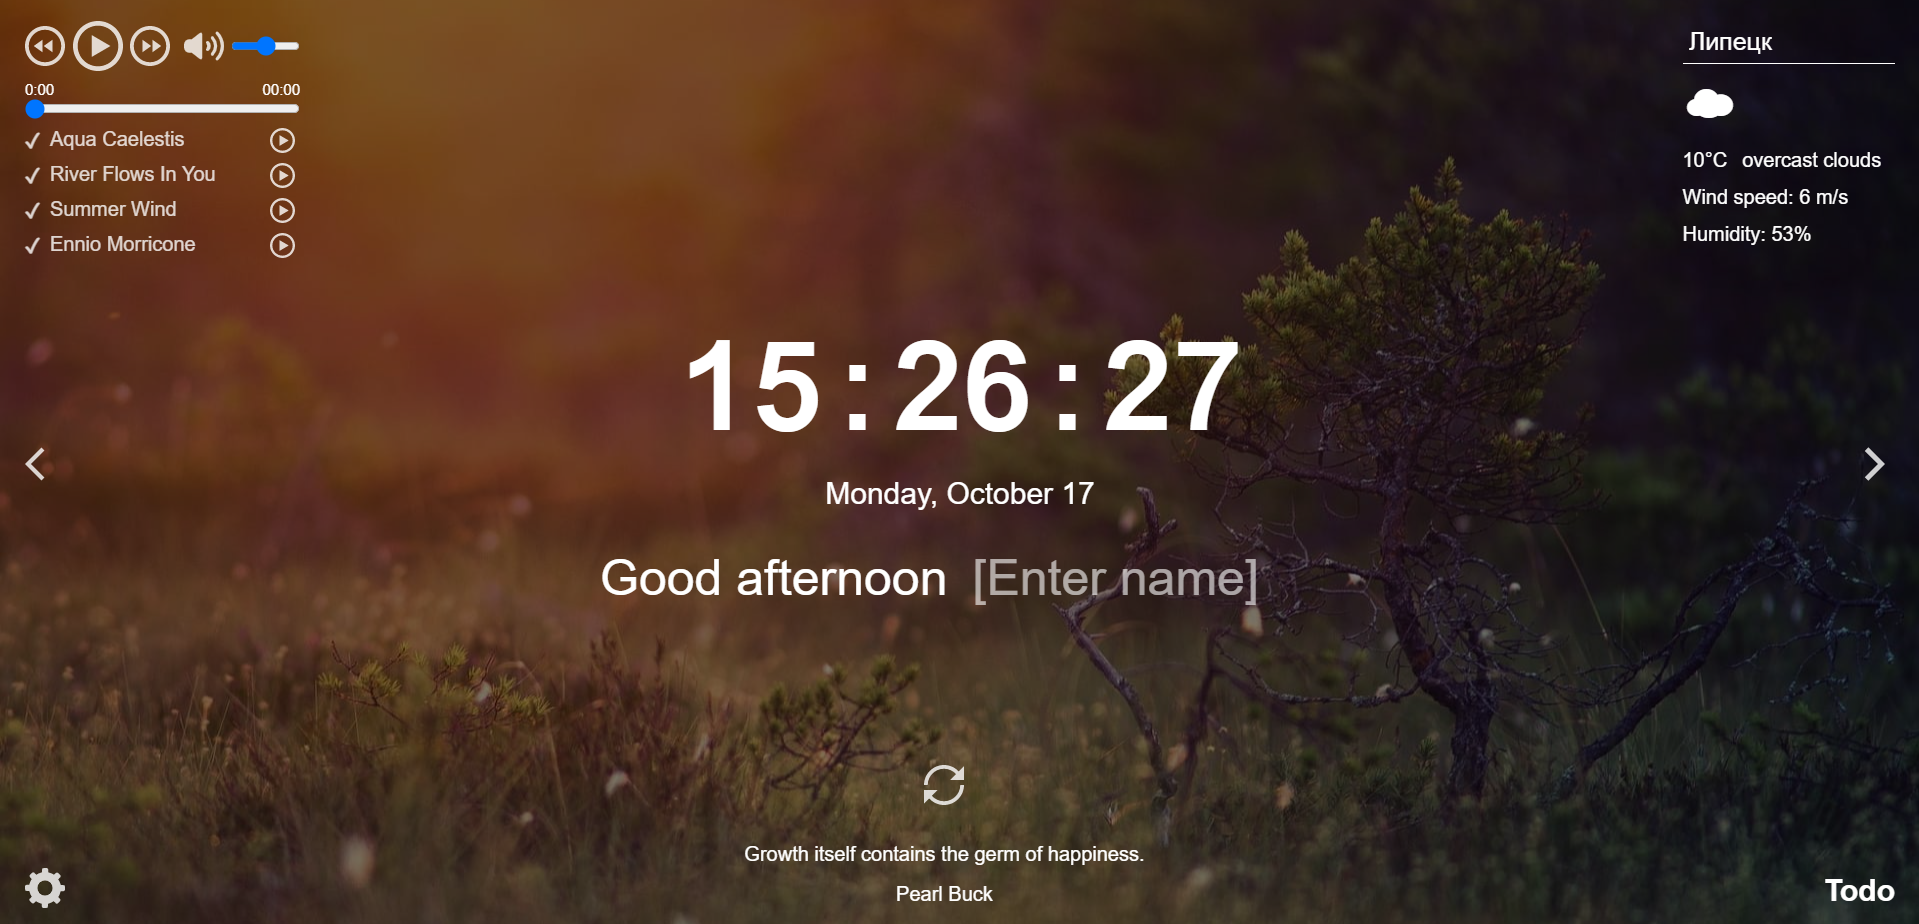 0:00 00:00
Aqua Caelestis
River Flows In You
Summer Wind
Ennio Morricone
Липецк
10°C overcast clouds
Wind speed: 6 m/s
Humidity: 53%
15:26:27
Monday, October 17
Good afternoon [Enter name]
Growth itself contains the germ of happiness.
Pearl Buck
Todo